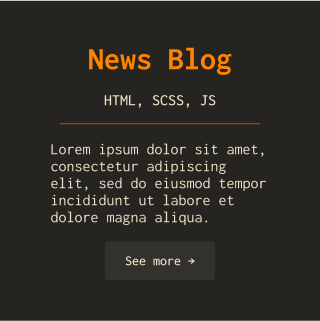 News Blog
HTML, SCSS, JS
Lorem ipsum dolor sit amet,
consectetur adipiscing
elit, sed do eiusmod tempor
incididunt ut labore et
dolore magna aliqua.
See more →